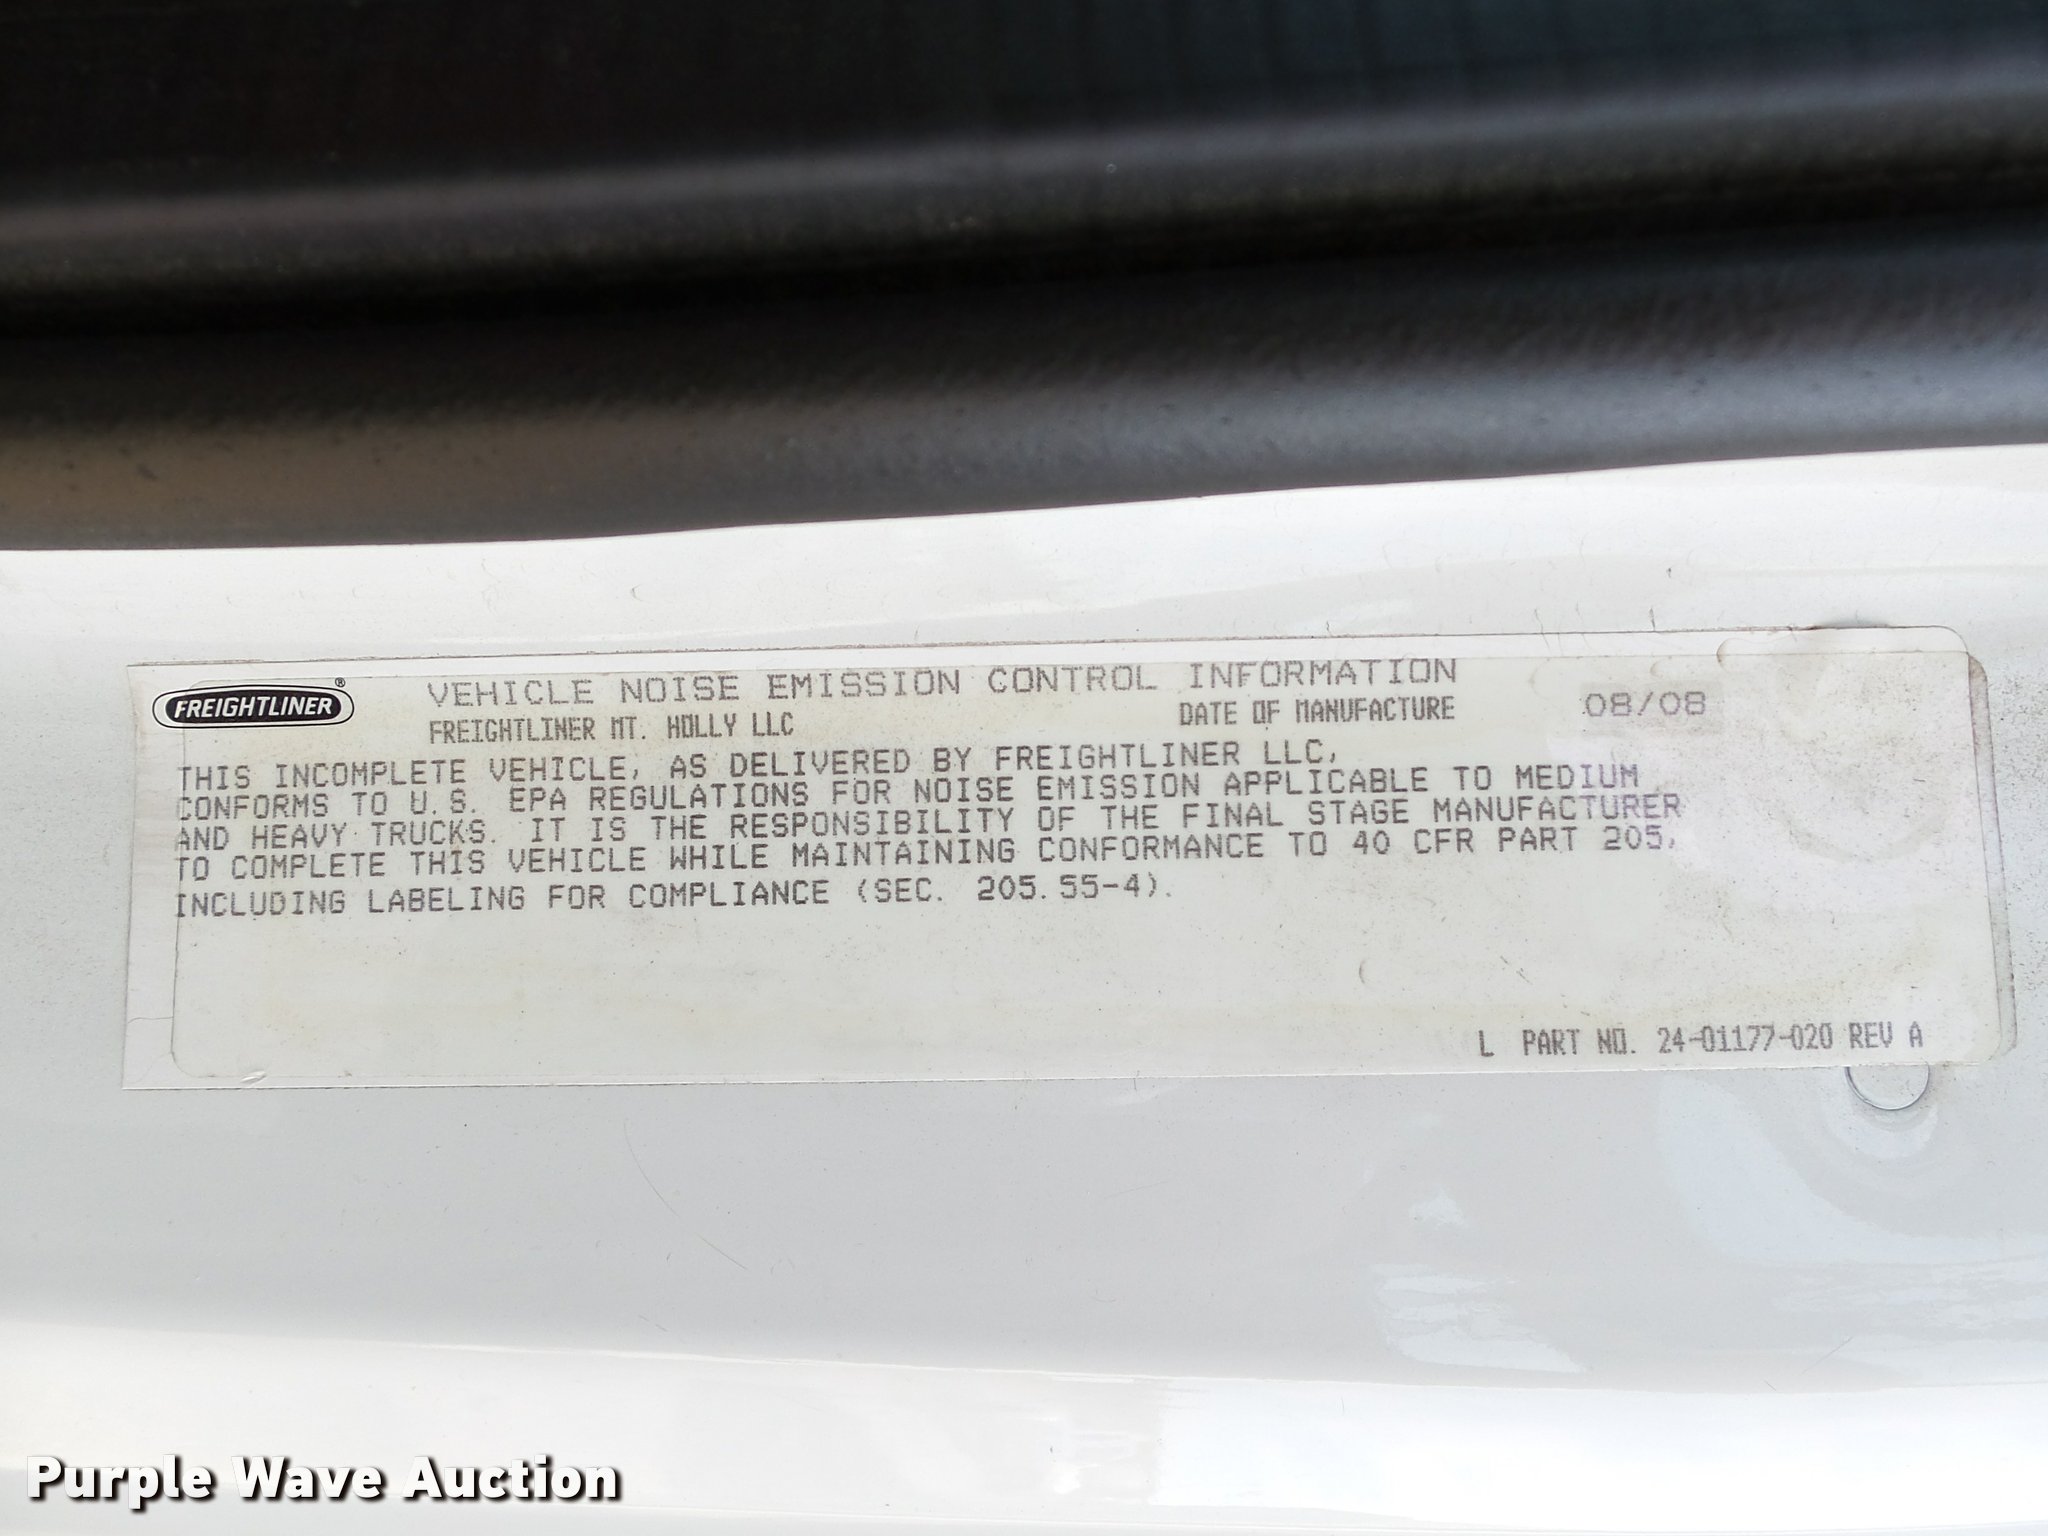 FREIGHTLINER®
VEHICLE NOISE EMISSION CONTROL INFORMATION
FREIGHTLINER MT. HOLLY LLC DATE OF MANUFACTURE 08/08
THIS INCOMPLETE VEHICLE, AS DELIVERED BY FREIGHTLINER LLC,
CONFORMS TO U.S. EPA REGULATIONS FOR NOISE EMISSION APPLICABLE TO MEDIUM
AND HEAVY TRUCKS. IT IS THE RESPONSIBILITY OF THE FINAL STAGE MANUFACTURER
TO COMPLETE THIS VEHICLE WHILE MAINTAINING CONFORMANCE TO 40 CFR PART 205,
INCLUDING LABELING FOR COMPLIANCE (SEC. 205.55-4).
L PART NO. 24-01177-020 REV A
Purple Wave Auction